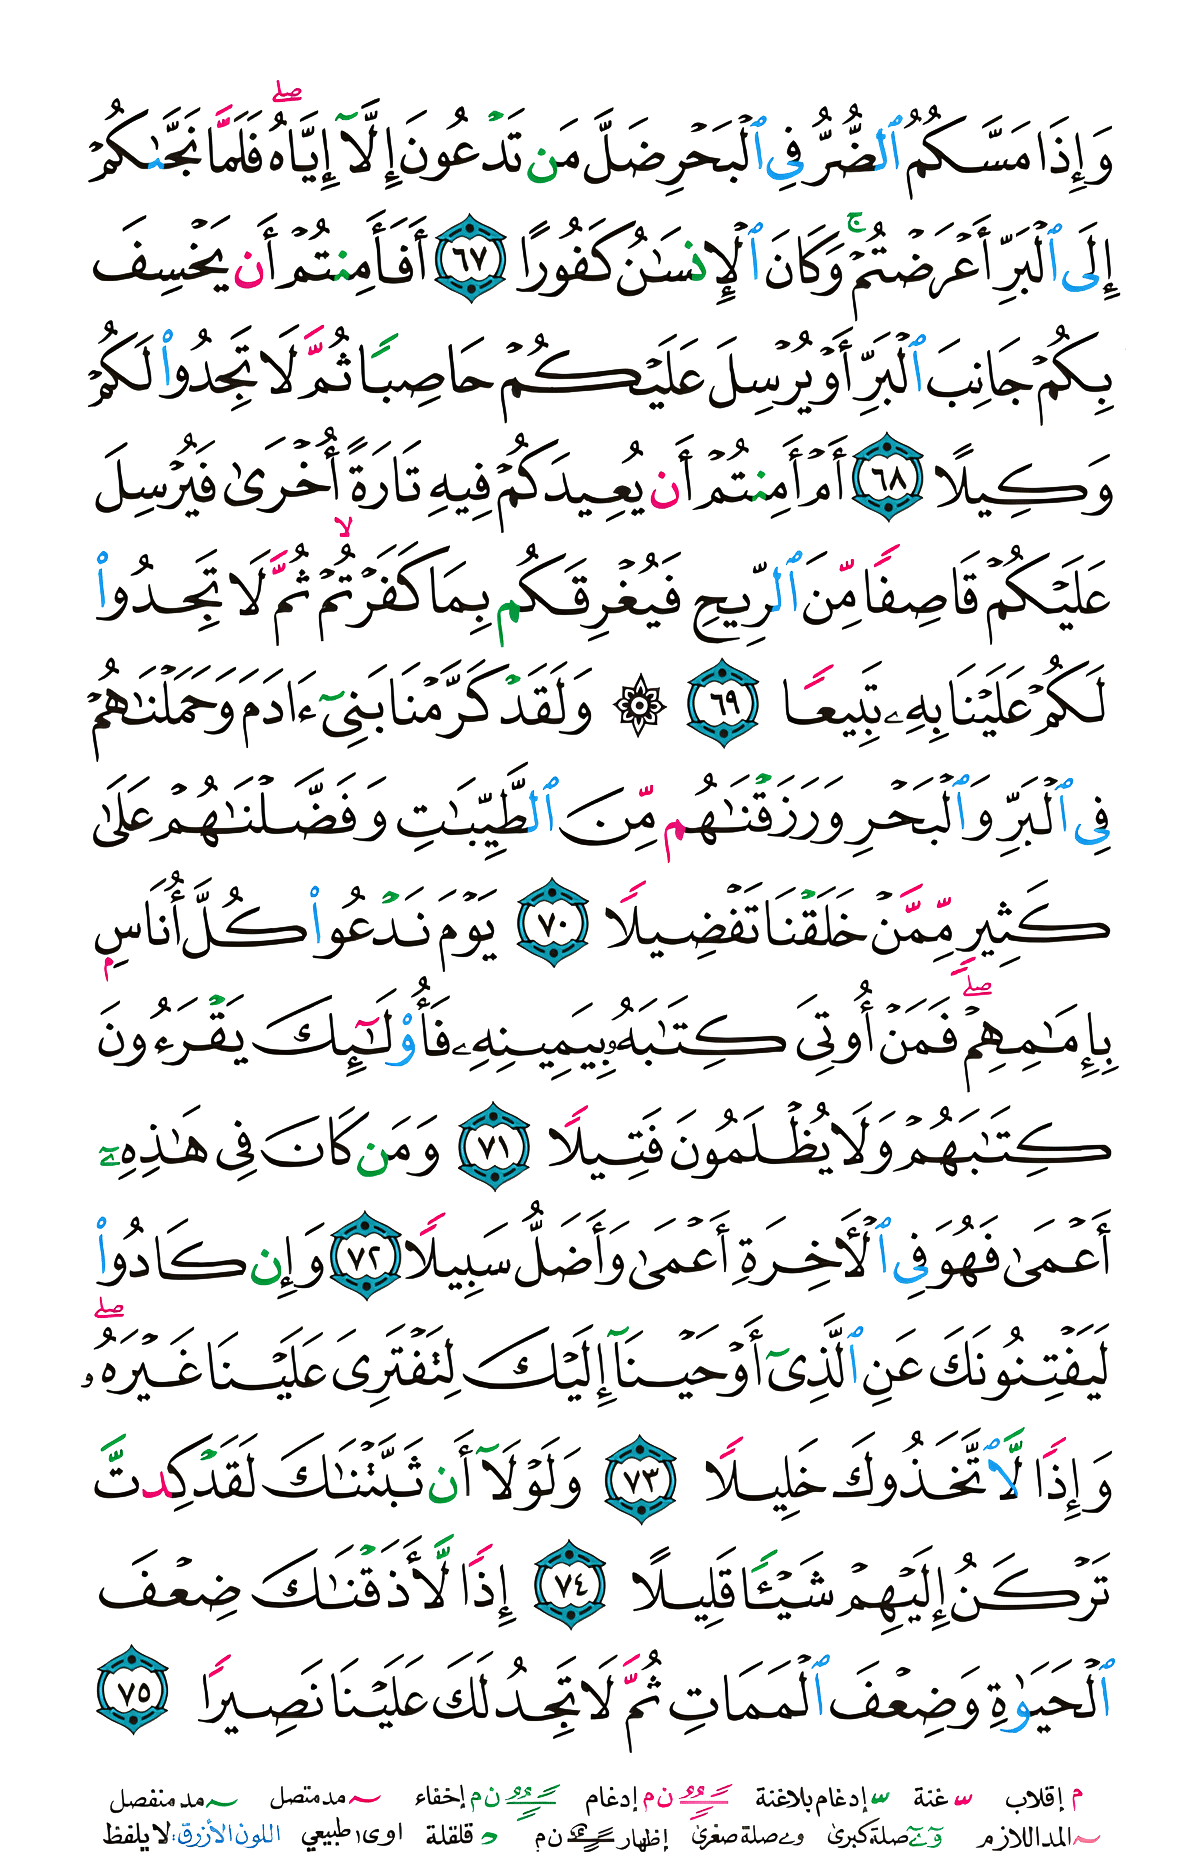 وَإِذَا مَسَّكُمُ ٱلضُّرُّ فِى ٱلْبَحْرِ ضَلَّ مَن تَدْعُونَ إِلَّآ إِيَّاهُ ۖ فَلَمَّا نَجَّىٰكُمْ
إِلَى ٱلْبَرِّ أَعْرَضْتُمْ ۚ وَكَانَ ٱلْإِنسَـٰنُ كَفُورًا ٦٧ أَفَأَمِنتُمْ أَن يَخْسِفَ
بِكُمْ جَانِبَ ٱلْبَرِّ أَوْ يُرْسِلَ عَلَيْكُمْ حَاصِبًا ثُمَّ لَا تَجِدُوا۟ لَكُمْ
وَكِيلًا ٦٨ أَمْ أَمِنتُمْ أَن يُعِيدَكُمْ فِيهِ تَارَةً أُخْرَىٰ فَيُرْسِلَ
عَلَيْكُمْ قَاصِفًا مِّنَ ٱلرِّيحِ فَيُغْرِقَكُم بِمَا كَفَرْتُمْ ۙ ثُمَّ لَا تَجِدُوا۟
لَكُمْ عَلَيْنَا بِهِۦ تَبِيعًا ٦٩ ۞ وَلَقَدْ كَرَّمْنَا بَنِىٓ ءَادَمَ وَحَمَلْنَـٰهُمْ
فِى ٱلْبَرِّ وَٱلْبَحْرِ وَرَزَقْنَـٰهُم مِّنَ ٱلطَّيِّبَـٰتِ وَفَضَّلْنَـٰهُمْ عَلَىٰ
كَثِيرٍ مِّمَّنْ خَلَقْنَا تَفْضِيلًا ٧٠ يَوْمَ نَدْعُوا۟ كُلَّ أُنَاسٍۭ
بِإِمَـٰمِهِمْ ۖ فَمَنْ أُوتِىَ كِتَـٰبَهُۥ بِيَمِينِهِۦ فَأُو۟لَـٰٓئِكَ يَقْرَءُونَ
كِتَـٰبَهُمْ وَلَا يُظْلَمُونَ فَتِيلًا ٧١ وَمَن كَانَ فِى هَـٰذِهِۦٓ
أَعْمَىٰ فَهُوَ فِى ٱلْـَٔاخِرَةِ أَعْمَىٰ وَأَضَلُّ سَبِيلًا ٧٢ وَإِن كَادُوا۟
لَيَفْتِنُونَكَ عَنِ ٱلَّذِىٓ أَوْحَيْنَآ إِلَيْكَ لِتَفْتَرِىَ عَلَيْنَا غَيْرَهُۥ ۖ
وَإِذًا لَّٱتَّخَذُوكَ خَلِيلًا ٧٣ وَلَوْلَآ أَن ثَبَّتْنَـٰكَ لَقَدْ كِدتَّ
تَرْكَنُ إِلَيْهِمْ شَيْـًٔا قَلِيلًا ٧٤ إِذًا لَّأَذَقْنَـٰكَ ضِعْفَ
ٱلْحَيَوٰةِ وَضِعْفَ ٱلْمَمَاتِ ثُمَّ لَا تَجِدُ لَكَ عَلَيْنَا نَصِيرًا ٧٥
م إقلاب غنة إدغام بلا غنة ن م إدغام ن م إخفاء مد متصل مد منفصل
المد اللازم صلة كبرى صلة صغرى إظهار ن م قلقلة اوى طبيعي اللون الأزرق: لا يلفظ